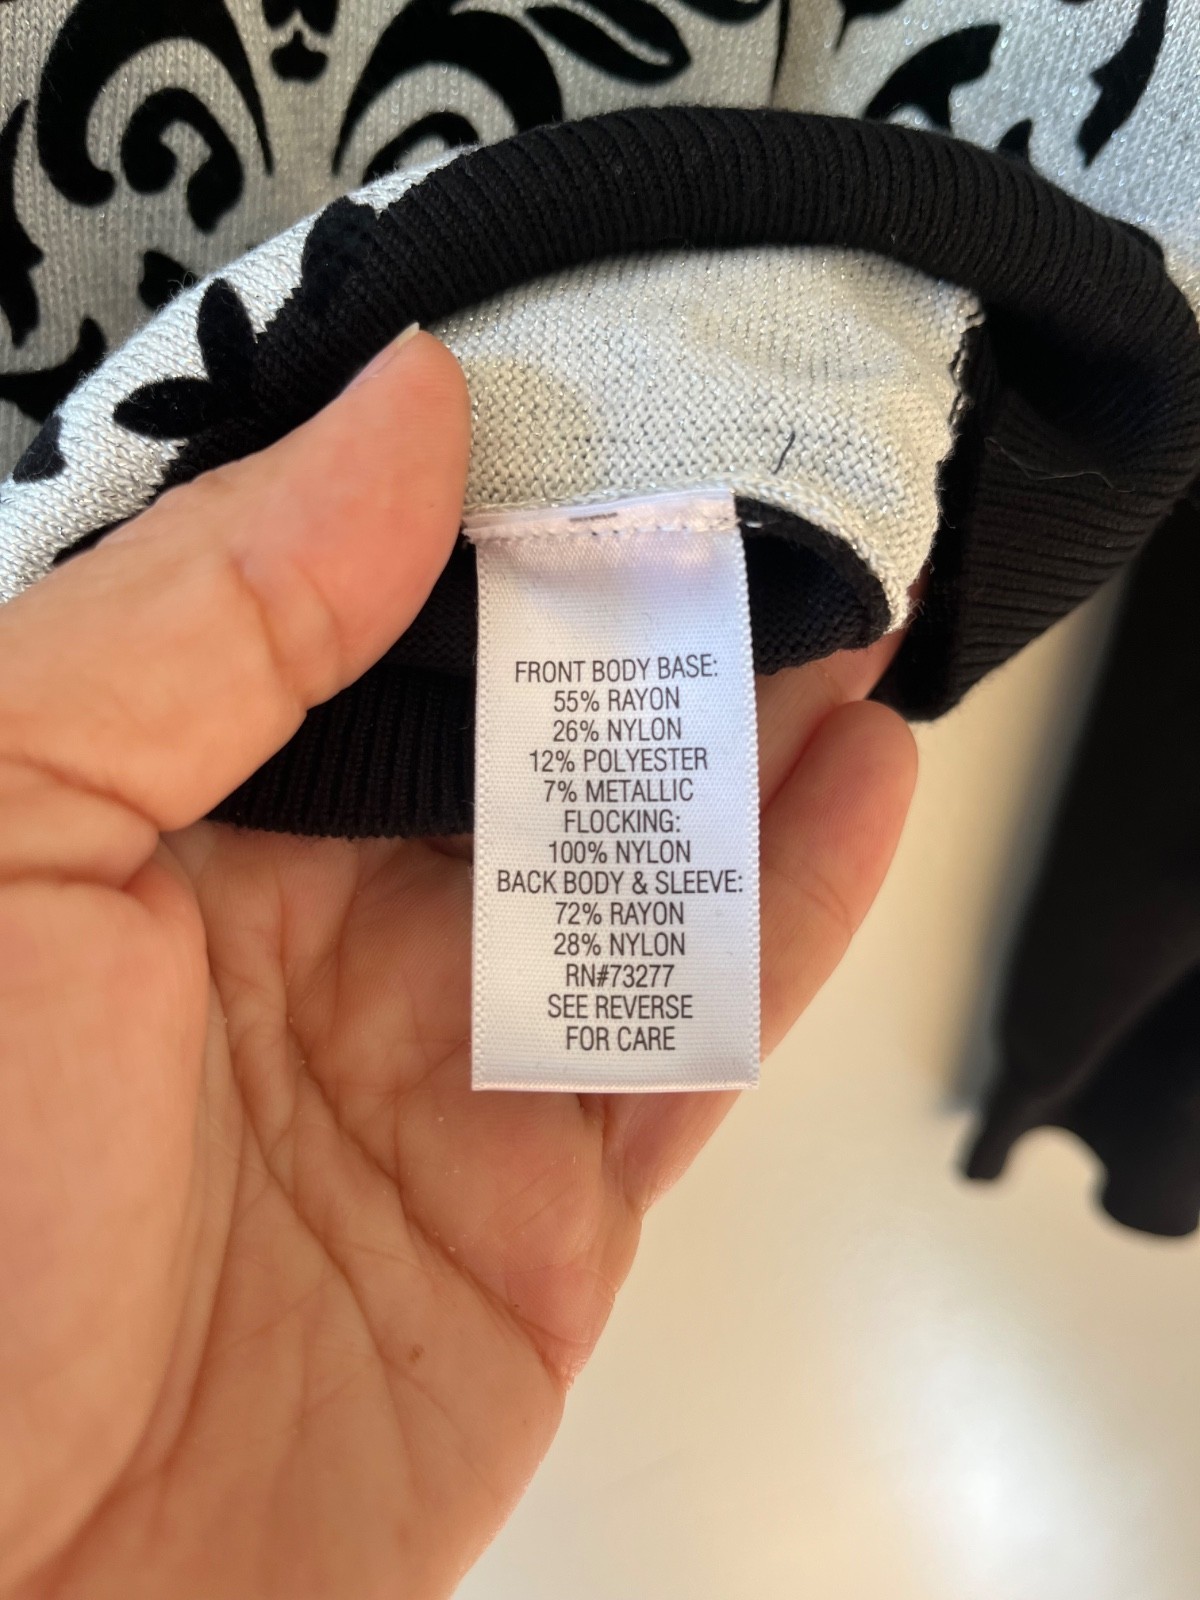 FRONT BODY BASE:
55% RAYON
26% NYLON
12% POLYESTER
7% METALLIC
FLOCKING:
100% NYLON
BACK BODY & SLEEVE:
72% RAYON
28% NYLON
RN#73277
SEE REVERSE
FOR CARE